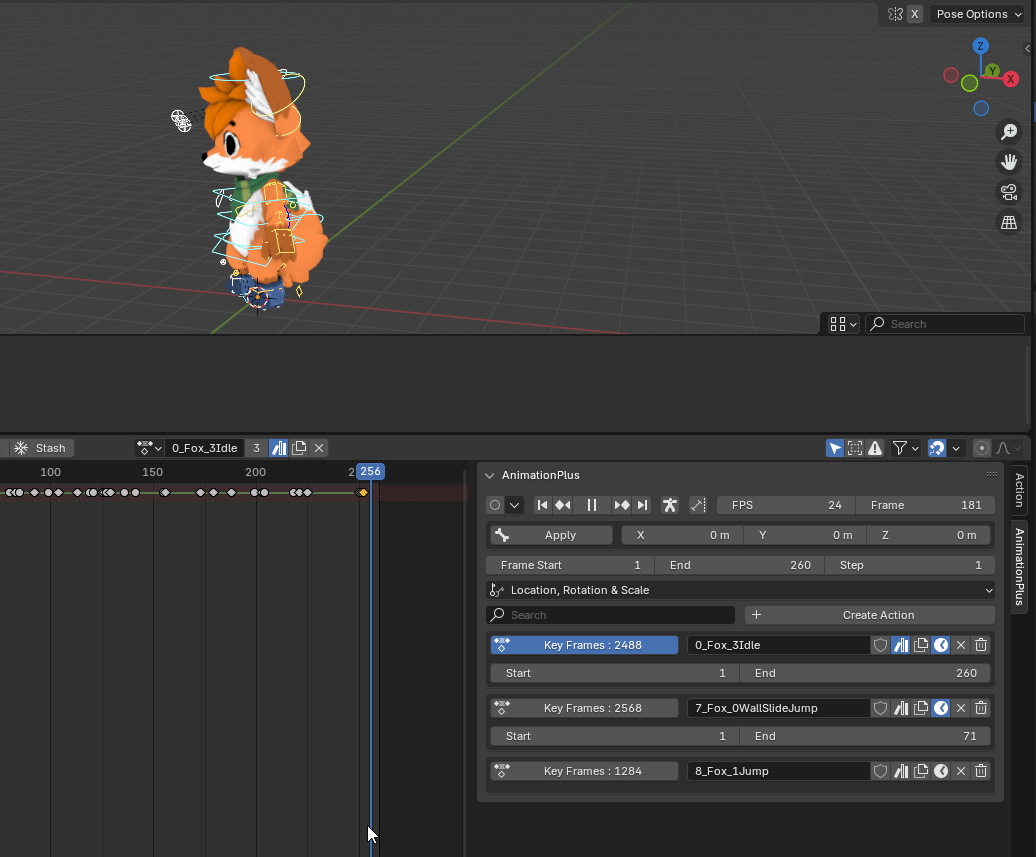 X Pose Options
Z
Y
X
Search
Stash 0_Fox_3Idle 3
100 150 200 2 256
AnimationPlus
FPS 24 Frame 181
Apply X 0 m Y 0 m Z 0 m
Frame Start 1 End 260 Step 1
Location, Rotation & Scale
Search Create Action
Key Frames : 2488 0_Fox_3Idle
Start 1 End 260
Key Frames : 2568 7_Fox_0WallSlideJump
Start 1 End 71
Key Frames : 1284 8_Fox_1Jump
Action
AnimationPlus